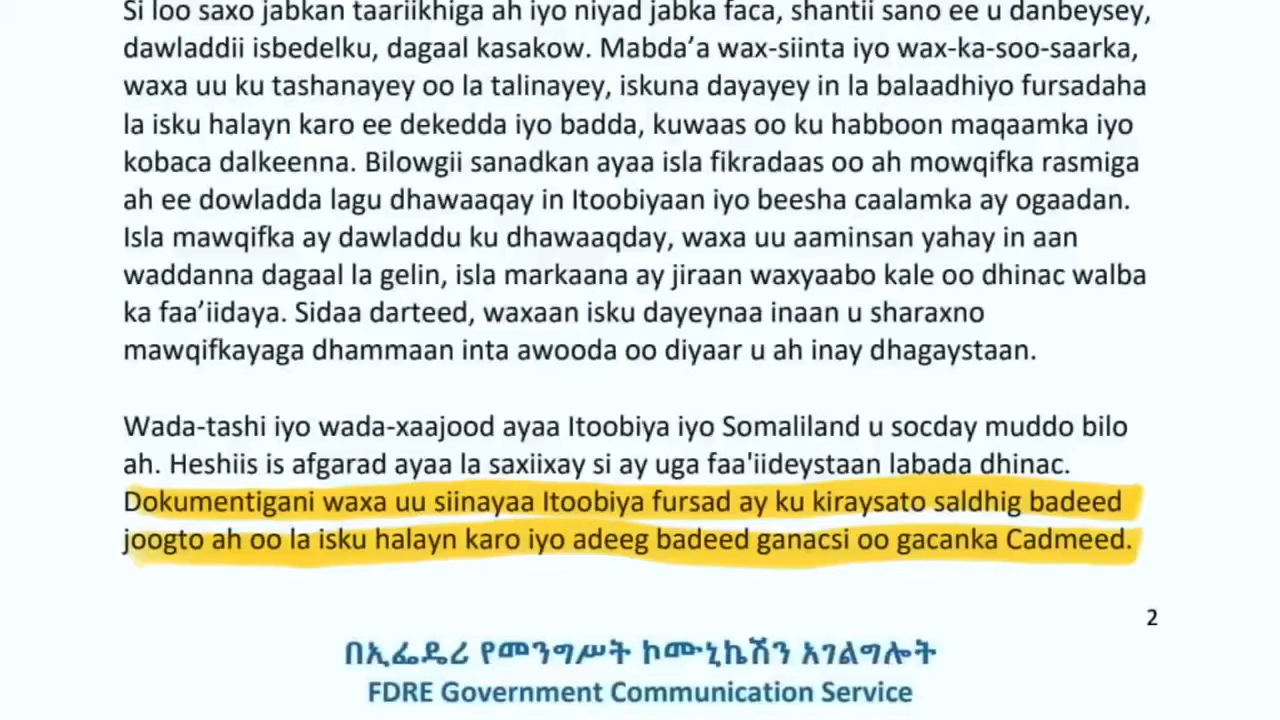 Si loo saxo jabkan taariikhiga ah iyo niyad jabka faca, shantii sano ee u danbeysey,
dawladdii isbedelku, dagaal kasakow. Mabda’a wax-siinta iyo wax-ka-soo-saarka,
waxa uu ku tashanayey oo la talinayey, iskuna dayayey in la balaadhiyo fursadaha
la isku halayn karo ee dekedda iyo badda, kuwaas oo ku habboon maqaamka iyo
kobaca dalkeenna. Bilowgii sanadkan ayaa isla fikradaas oo ah mowqifka rasmiga
ah ee dowladda lagu dhawaaqay in Itoobiyaan iyo beesha caalamka ay ogaadan.
Isla mawqifka ay dawladdu ku dhawaaqday, waxa uu aaminsan yahay in aan
waddanna dagaal la gelin, isla markaana ay jiraan waxyaabo kale oo dhinac walba
ka faa’iidaya. Sidaa darteed, waxaan isku dayeynaa inaan u sharaxno
mawqifkayaga dhammaan inta awooda oo diyaar u ah inay dhagaystaan.
Wada-tashi iyo wada-xaajood ayaa Itoobiya iyo Somaliland u socday muddo bilo
ah. Heshiis is afgarad ayaa la saxiixay si ay uga faa'iideystaan labada dhinac.
Dokumentigani waxa uu siinayaa Itoobiya fursad ay ku kiraysato saldhig badeed
joogto ah oo la isku halayn karo iyo adeeg badeed ganacsi oo gacanka Cadmeed.
2
በኢፌዴሪ የመንግሥት ኮሙኒኬሽን አገልግሎት
FDRE Government Communication Service